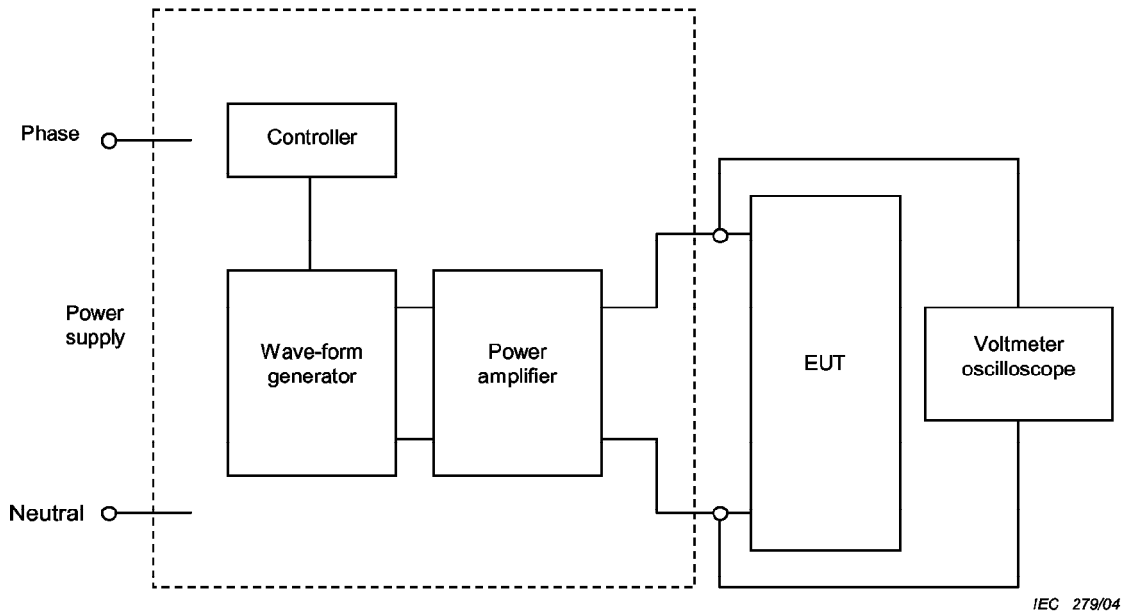 Phase
Controller
Power
supply
Wave-form
generator
Power
amplifier
EUT
Voltmeter
oscilloscope
Neutral
IEC 279/04